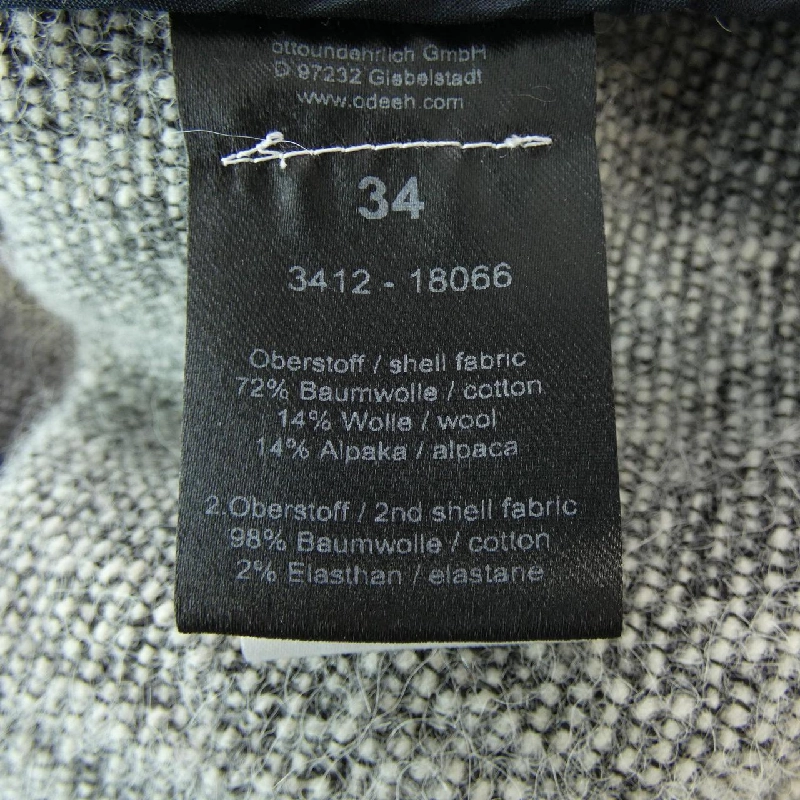 ottoundehrlich GmbH
D 97232 Giebelstadt
www.odeeh.com
34
3412 - 18066
Oberstoff / shell fabric
72% Baumwolle / cotton
14% Wolle / wool
14% Alpaka / alpaca
2.Oberstoff / 2nd shell fabric
98% Baumwolle / cotton
2% Elasthan / elastane